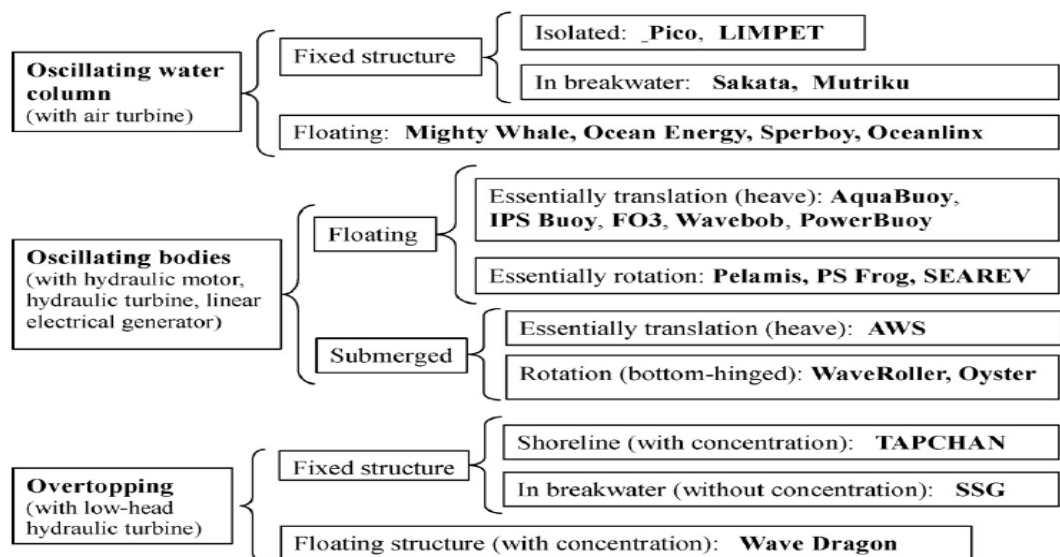 Oscillating water
column
(with air turbine)
Fixed structure
Isolated: _Pico, LIMPET
In breakwater: Sakata, Mutriku
Floating: Mighty Whale, Ocean Energy, Sperboy, Oceanlinx
Oscillating bodies
(with hydraulic motor,
hydraulic turbine, linear
electrical generator)
Floating
Essentially translation (heave): AquaBuoy,
IPS Buoy, FO3, Wavebob, PowerBuoy
Essentially rotation: Pelamis, PS Frog, SEAREV
Submerged
Essentially translation (heave): AWS
Rotation (bottom-hinged): WaveRoller, Oyster
Overtopping
(with low-head
hydraulic turbine)
Fixed structure
Shoreline (with concentration): TAPCHAN
In breakwater (without concentration): SSG
Floating structure (with concentration): Wave Dragon